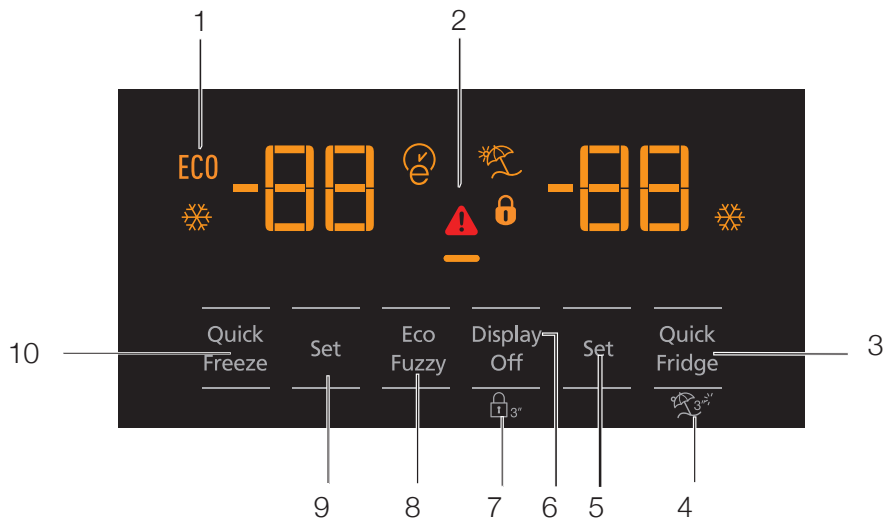 1
2
ECO -88 e -88
Quick Freeze
Set
Eco Fuzzy
Display Off
Set
Quick Fridge
10
3
3"
3"
9
8
7
6
5
4